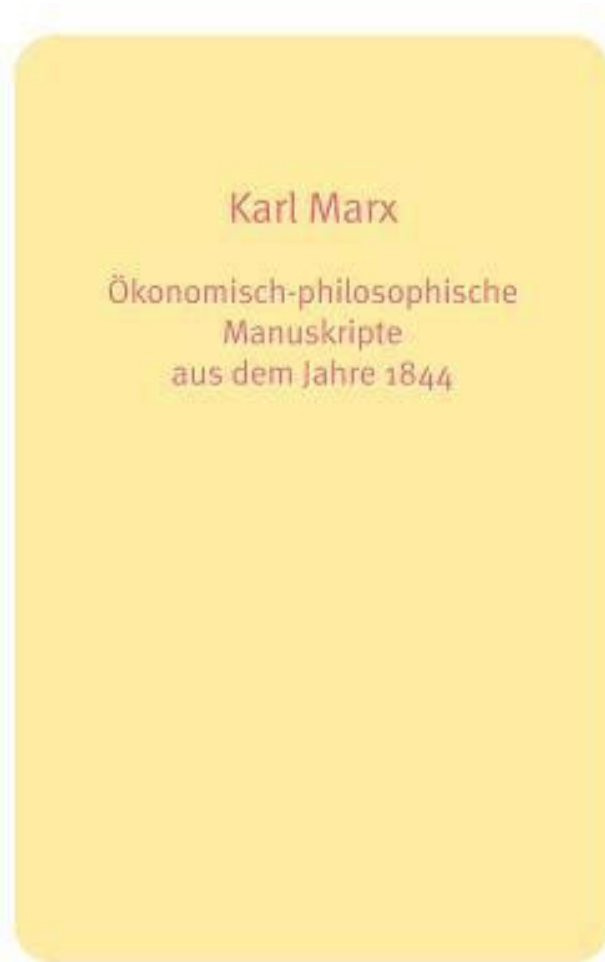 Karl Marx
Ökonomisch-philosophische
Manuskripte
aus dem Jahre 1844